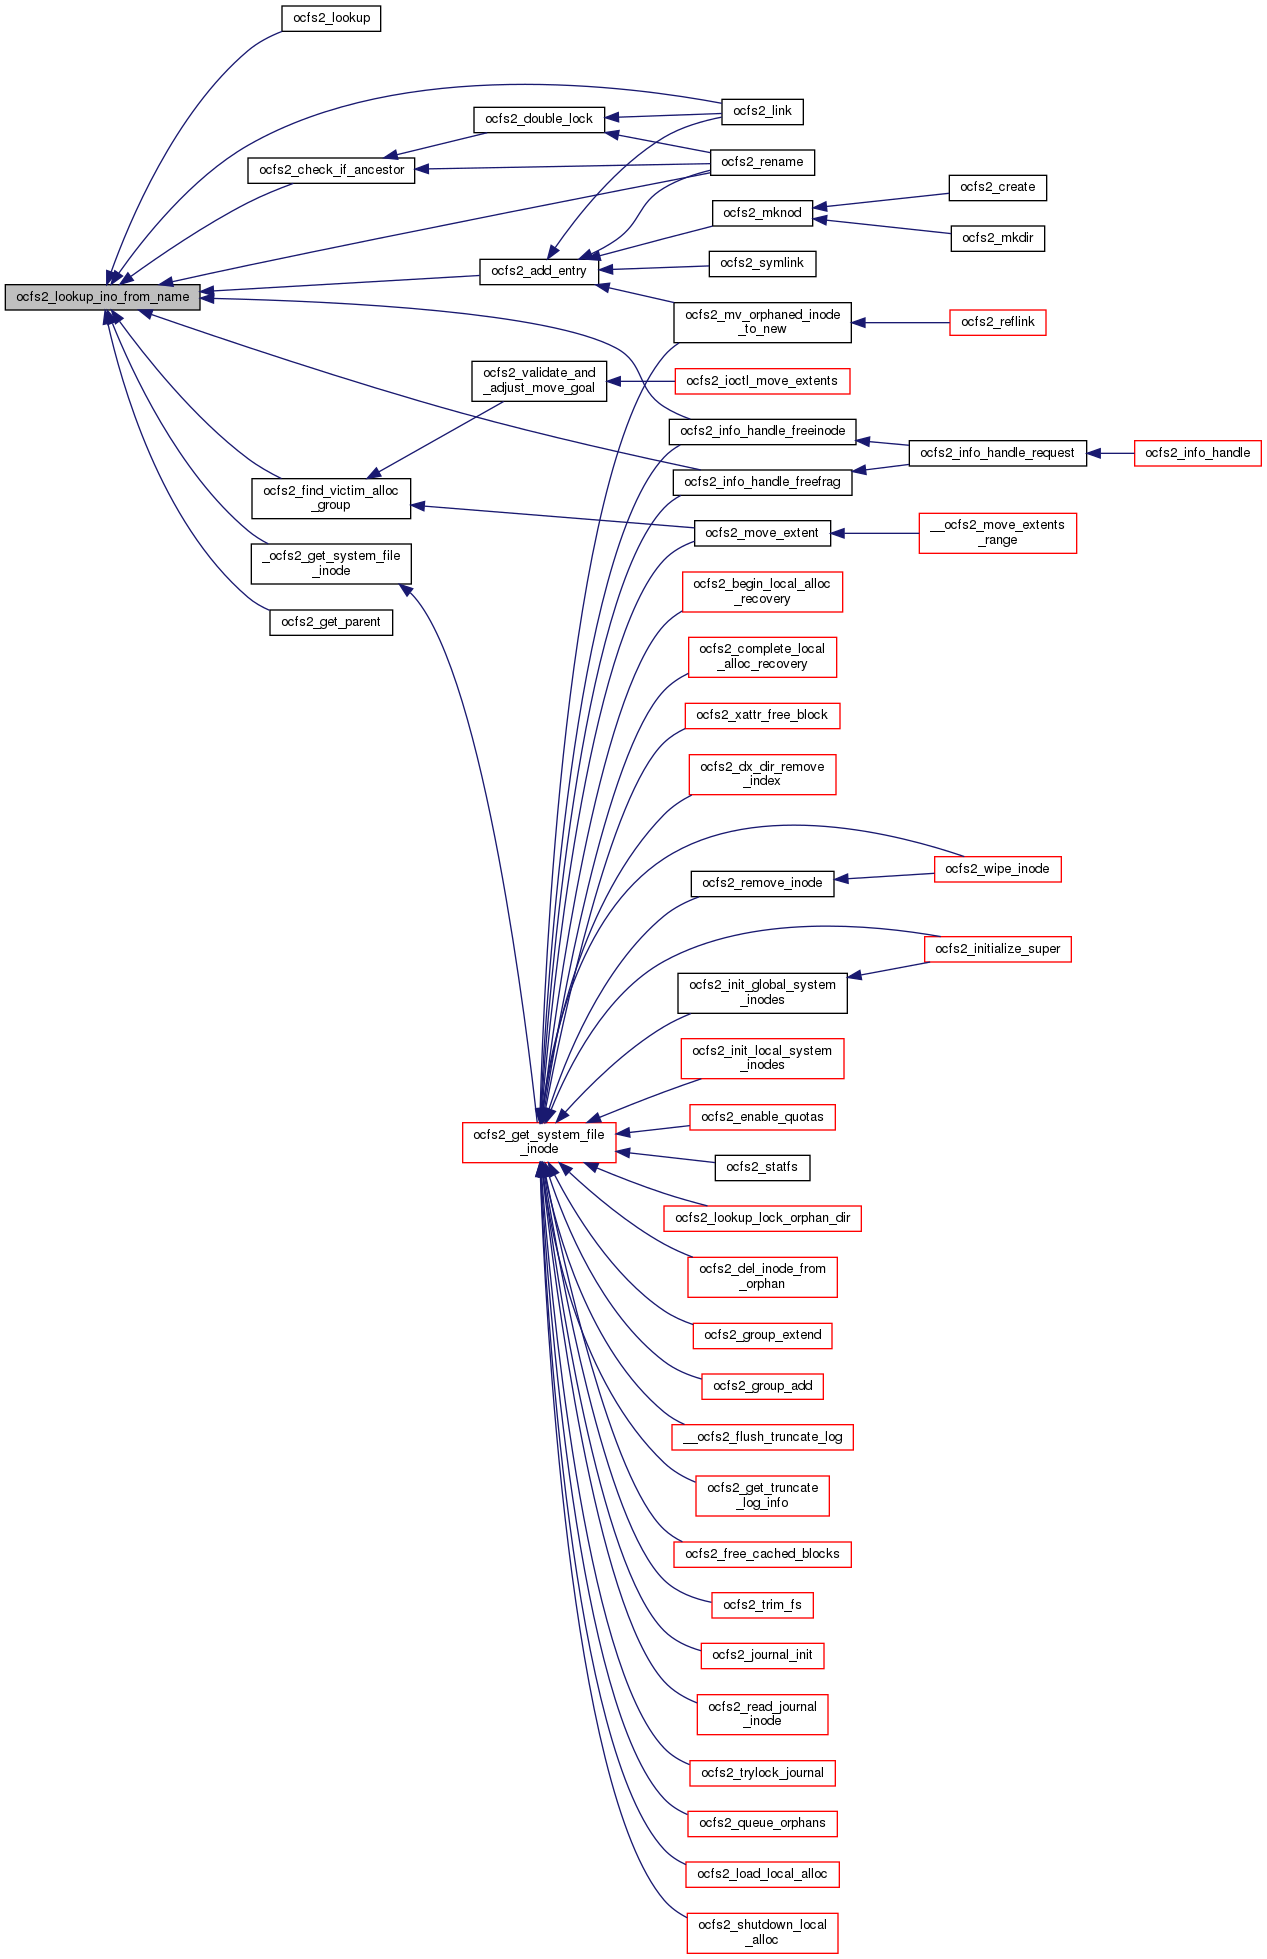 ocfs2_lookup
ocfs2_link
ocfs2_double_lock
ocfs2_rename
ocfs2_check_if_ancestor
ocfs2_create
ocfs2_mknod
ocfs2_mkdir
ocfs2_symlink
ocfs2_add_entry
ocfs2_lookup_ino_from_name
ocfs2_mv_orphaned_inode
_to_new
ocfs2_reflink
ocfs2_validate_and
_adjust_move_goal
ocfs2_ioctl_move_extents
ocfs2_info_handle_freeinode
ocfs2_info_handle_request
ocfs2_info_handle
ocfs2_info_handle_freefrag
ocfs2_find_victim_alloc
_group
ocfs2_move_extent
__ocfs2_move_extents
_range
_ocfs2_get_system_file
_inode
ocfs2_begin_local_alloc
_recovery
ocfs2_get_parent
ocfs2_complete_local
_alloc_recovery
ocfs2_xattr_free_block
ocfs2_dx_dir_remove
_index
ocfs2_wipe_inode
ocfs2_remove_inode
ocfs2_initialize_super
ocfs2_init_global_system
_inodes
ocfs2_init_local_system
_inodes
ocfs2_enable_quotas
ocfs2_get_system_file
_inode
ocfs2_statfs
ocfs2_lookup_lock_orphan_dir
ocfs2_del_inode_from
_orphan
ocfs2_group_extend
ocfs2_group_add
__ocfs2_flush_truncate_log
ocfs2_get_truncate
_log_info
ocfs2_free_cached_blocks
ocfs2_trim_fs
ocfs2_journal_init
ocfs2_read_journal
_inode
ocfs2_trylock_journal
ocfs2_queue_orphans
ocfs2_load_local_alloc
ocfs2_shutdown_local
_alloc